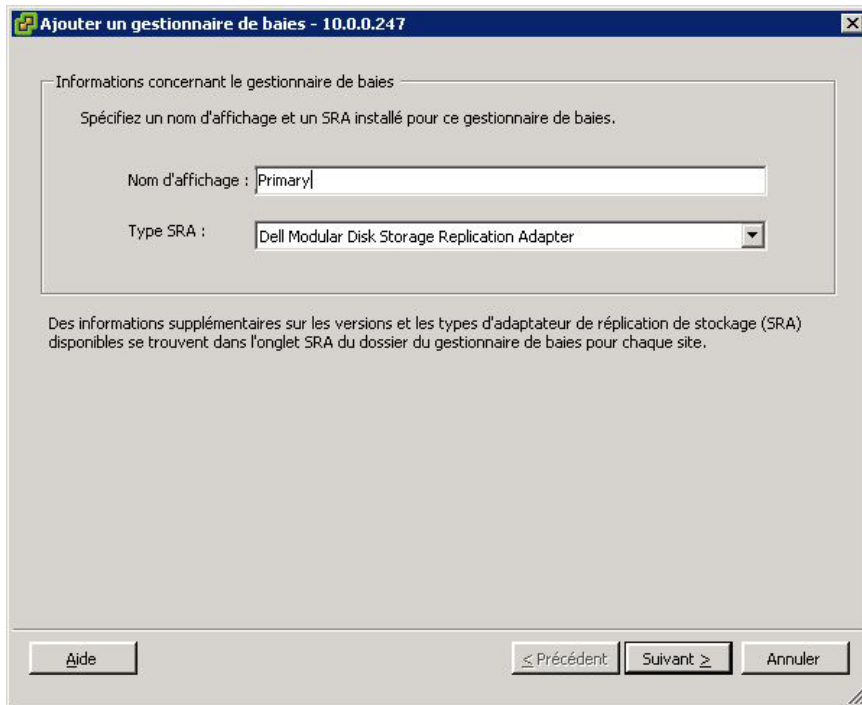 Ajouter un gestionnaire de baies - 10.0.0.247
Informations concernant le gestionnaire de baies
Spécifiez un nom d'affichage et un SRA installé pour ce gestionnaire de baies.
Nom d'affichage : Primary
Type SRA : Dell Modular Disk Storage Replication Adapter
Des informations supplémentaires sur les versions et les types d'adaptateur de réplication de stockage (SRA)
disponibles se trouvent dans l'onglet SRA du dossier du gestionnaire de baies pour chaque site.
Aide < Précédent Suivant > Annuler